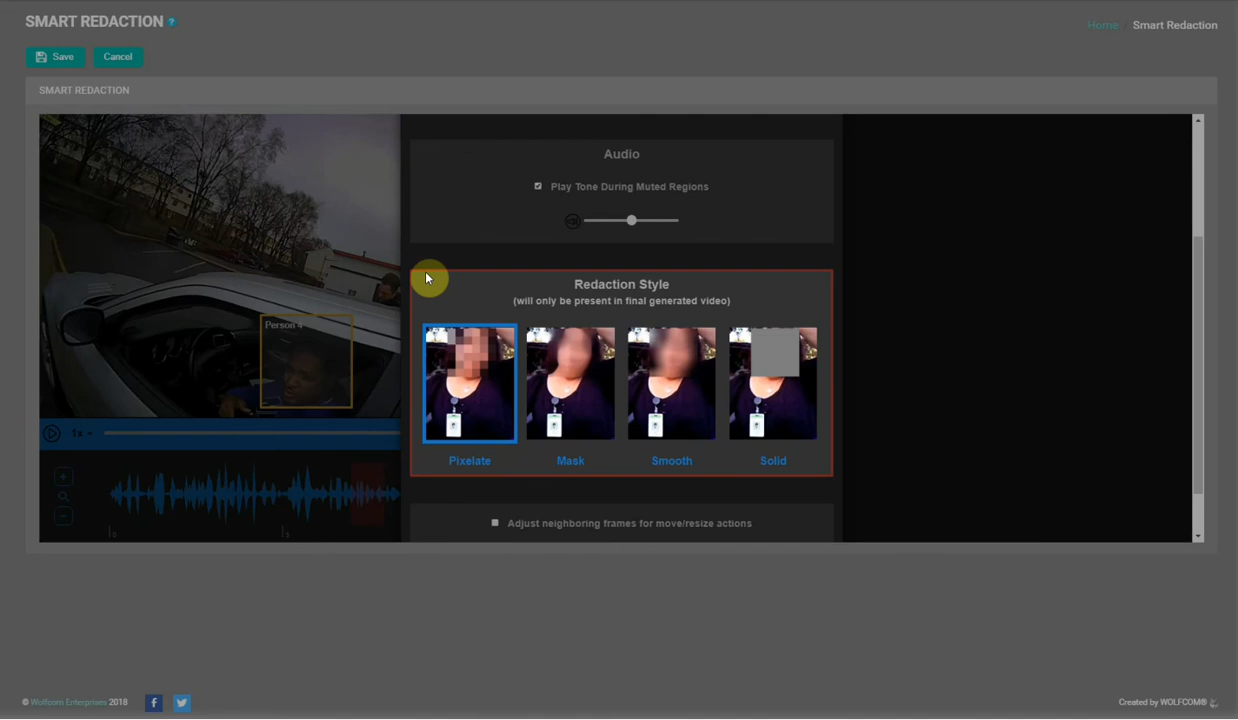 SMART REDACTION ?
Home Smart Redaction
Save Cancel
SMART REDACTION
Audio
Play Tone During Muted Regions
Redaction Style
(will only be present in final generated video)
Person 4
1x
Pixelate Mask Smooth Solid
Adjust neighboring frames for move/resize actions
© Wolfcom Enterprises 2018
Created by WOLFCOM®